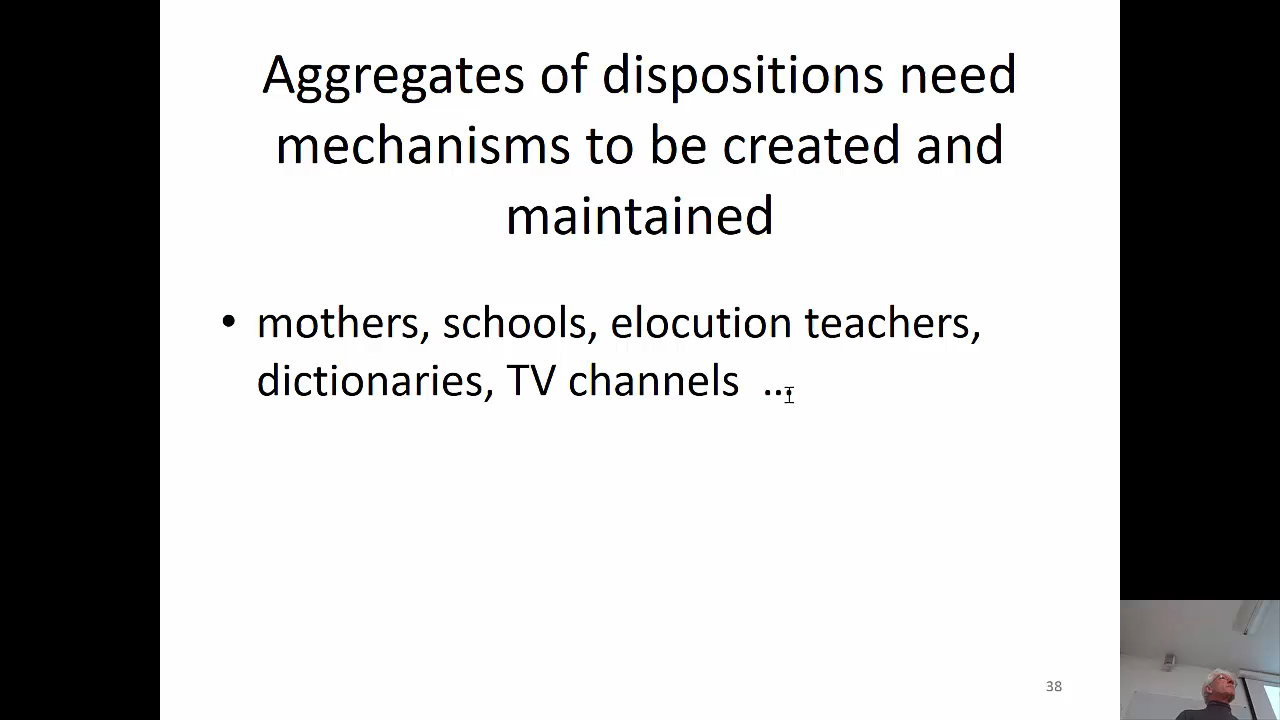 Aggregates of dispositions need
mechanisms to be created and
maintained
• mothers, schools, elocution teachers,
dictionaries, TV channels ...
38